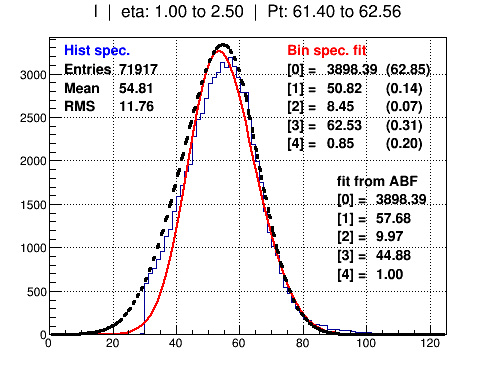 I | eta: 1.00 to 2.50 | Pt: 61.40 to 62.56
Hist spec.
Entries 71917
Mean 54.81
RMS 11.76
Bin spec. fit
[0] = 3898.39 (62.85)
[1] = 50.82 (0.14)
[2] = 8.45 (0.07)
[3] = 62.53 (0.31)
[4] = 0.85 (0.20)
fit from ABF
[0] = 3898.39
[1] = 57.68
[2] = 9.97
[3] = 44.88
[4] = 1.00
3000
2500
2000
1500
1000
500
0
0 20 40 60 80 100 120